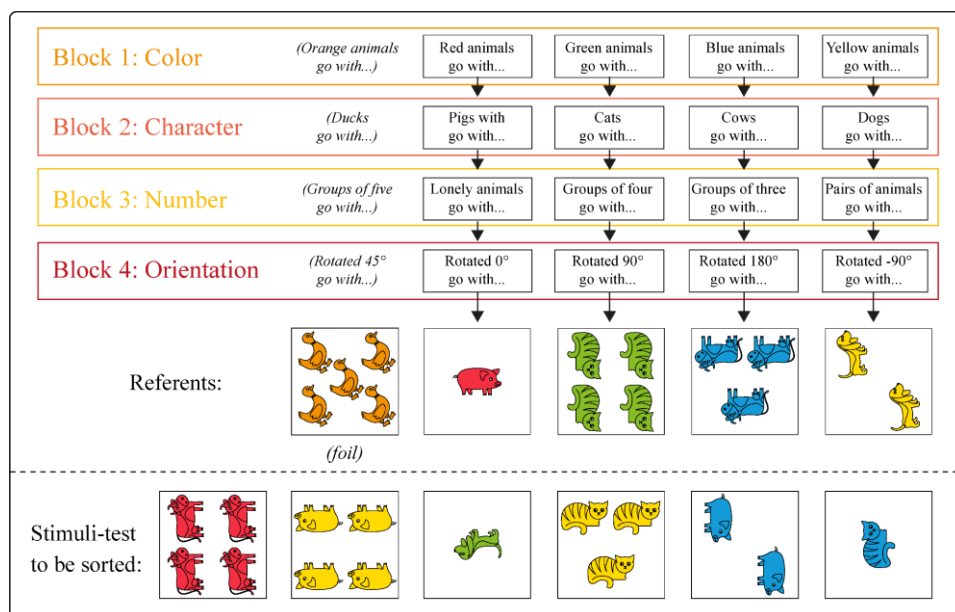 Block 1: Color
(Orange animals
go with...)
Red animals
go with...
Green animals
go with...
Blue animals
go with...
Yellow animals
go with...
Block 2: Character
(Ducks
go with...)
Pigs with
go with...
Cats
go with...
Cows
go with...
Dogs
go with...
Block 3: Number
(Groups of five
go with...)
Lonely animals
go with...
Groups of four
go with...
Groups of three
go with...
Pairs of animals
go with...
Block 4: Orientation
(Rotated 45°
go with...)
Rotated 0°
go with...
Rotated 90°
go with...
Rotated 180°
go with...
Rotated -90°
go with...
Referents:
(foil)
Stimuli-test
to be sorted: